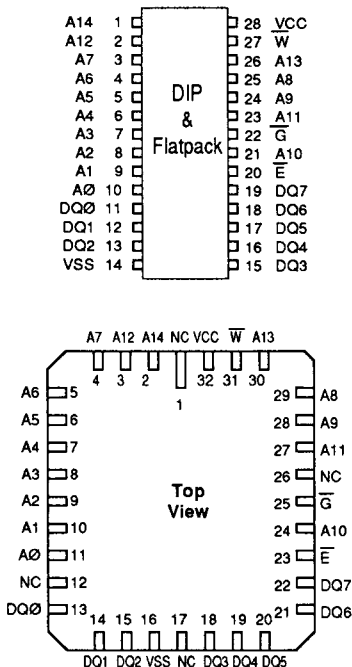 A14 1 28 VCC
A12 2 27 W̅
A7 3 26 A13
A6 4 25 A8
A5 5 24 A9
A4 6 23 A11
A3 7 22 G̅
A2 8 21 A10
A1 9 20 E̅
AØ 10 19 DQ7
DQØ 11 18 DQ6
DQ1 12 17 DQ5
DQ2 13 16 DQ4
VSS 14 15 DQ3
DIP
&
Flatpack
A7 A12 A14 NC VCC W̅ A13
4 3 2 1 32 31 30
A6 5 29 A8
A5 6 28 A9
A4 7 27 A11
A3 8 26 NC
A2 9 25 G̅
A1 10 24 A10
AØ 11 23 E̅
NC 12 22 DQ7
DQØ 13 21 DQ6
Top
View
14 15 16 17 18 19 20
DQ1 DQ2 VSS NC DQ3 DQ4 DQ5